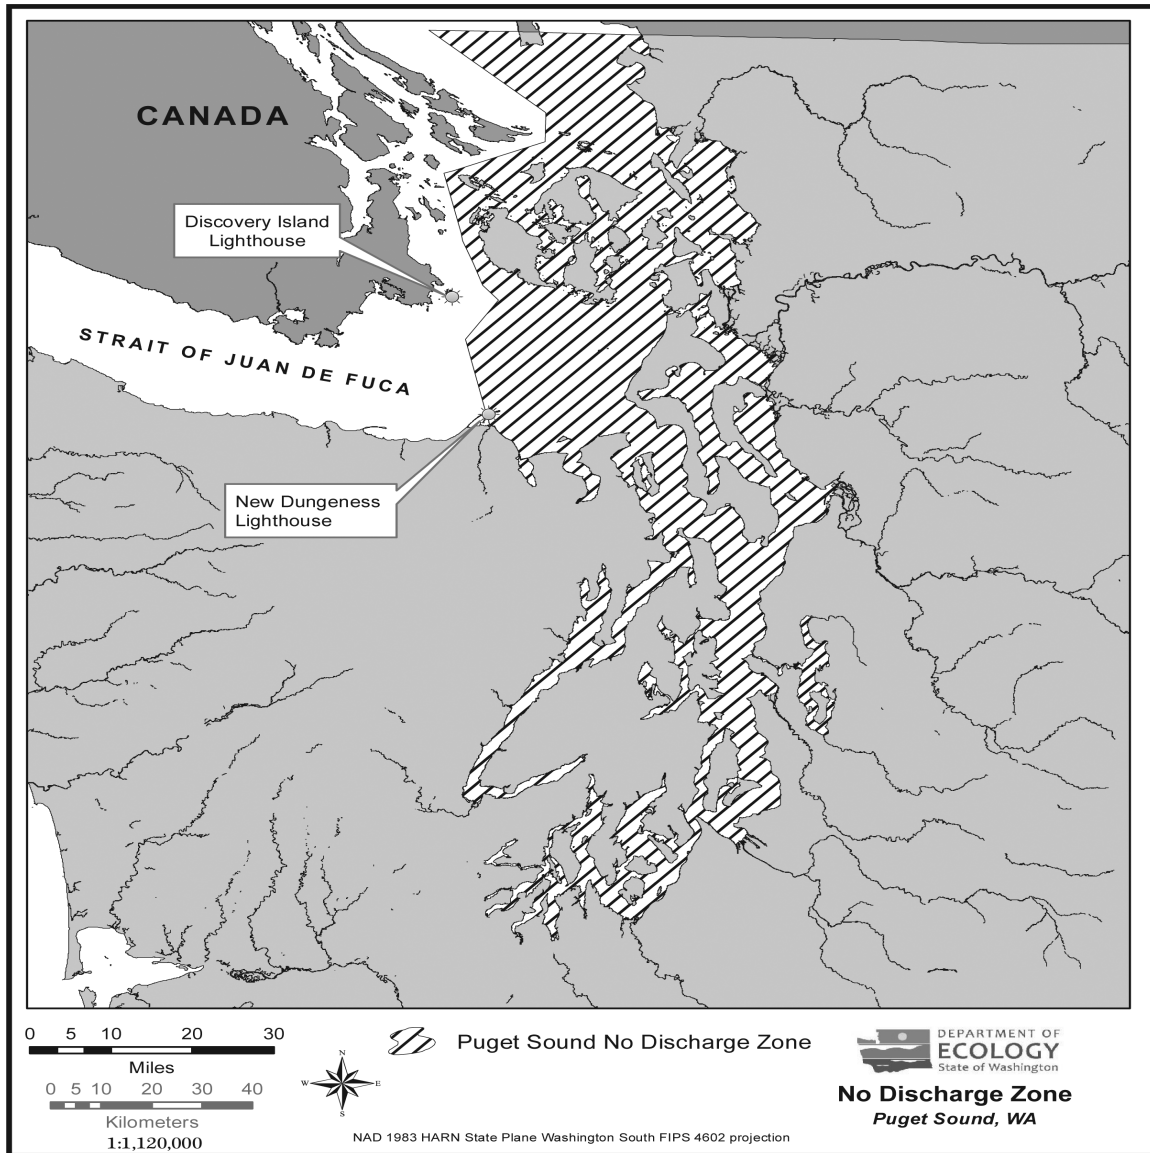 CANADA
Discovery Island
Lighthouse
STRAIT OF JUAN DE FUCA
New Dungeness
Lighthouse
0 5 10 20 30
Miles
0 5 10 20 30 40
Kilometers
1:1,120,000
N
W E
S
Puget Sound No Discharge Zone
NAD 1983 HARN State Plane Washington South FIPS 4602 projection
DEPARTMENT OF
ECOLOGY
State of Washington
No Discharge Zone
Puget Sound, WA